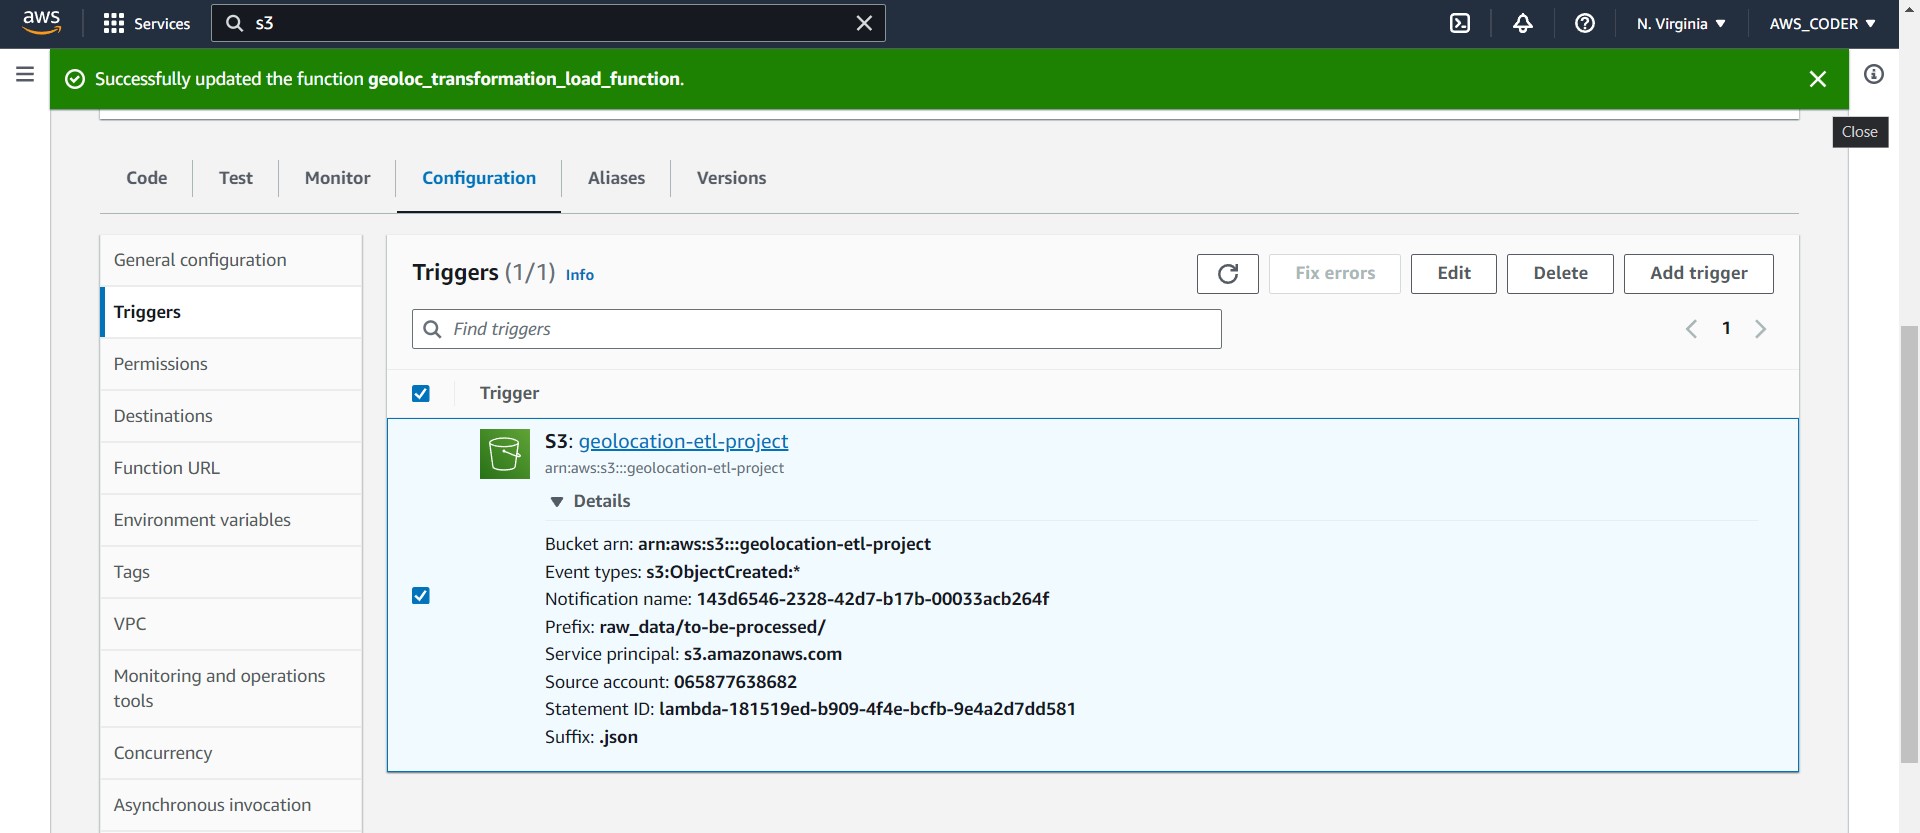 aws
Services
s3
N. Virginia
AWS_CODER
Successfully updated the function geoloc_transformation_load_function.
Close
Code
Test
Monitor
Configuration
Aliases
Versions
General configuration
Triggers
Permissions
Destinations
Function URL
Environment variables
Tags
VPC
Monitoring and operations
tools
Concurrency
Asynchronous invocation
Triggers (1/1) Info
Fix errors
Edit
Delete
Add trigger
Find triggers
1
Trigger
S3: geolocation-etl-project
arn:aws:s3:::geolocation-etl-project
Details
Bucket arn: arn:aws:s3:::geolocation-etl-project
Event types: s3:ObjectCreated:*
Notification name: 143d6546-2328-42d7-b17b-00033acb264f
Prefix: raw_data/to-be-processed/
Service principal: s3.amazonaws.com
Source account: 065877638682
Statement ID: lambda-181519ed-b909-4f4e-bcfb-9e4a2d7dd581
Suffix: .json